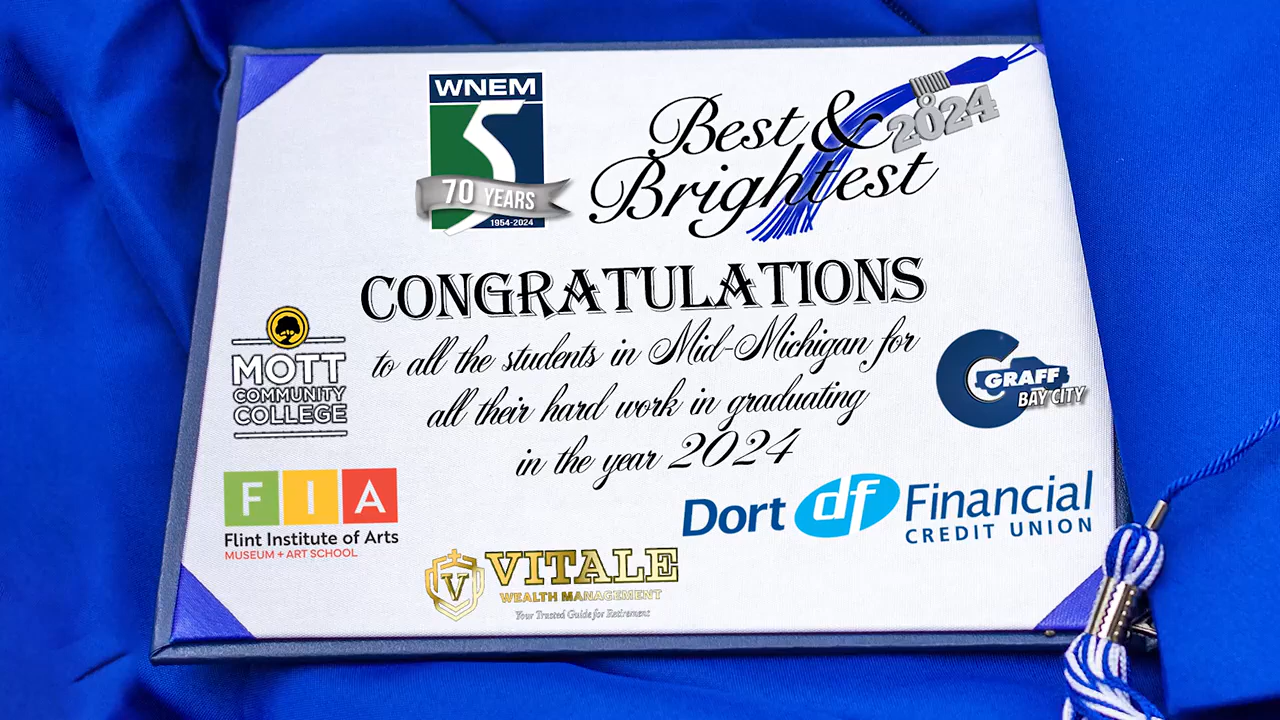 WNEM
5
70 YEARS
1954-2024
Best &
Brightest
2024
CONGRATULATIONS
to all the students in Mid-Michigan for
all their hard work in graduating
in the year 2024
MOTT
COMMUNITY
COLLEGE
GRAFF
BAY CITY
FIA
Flint Institute of Arts
MUSEUM + ART SCHOOL
Dort df Financial
CREDIT UNION
V VITALE
WEALTH MANAGEMENT
Your Trusted Guide for Retirement